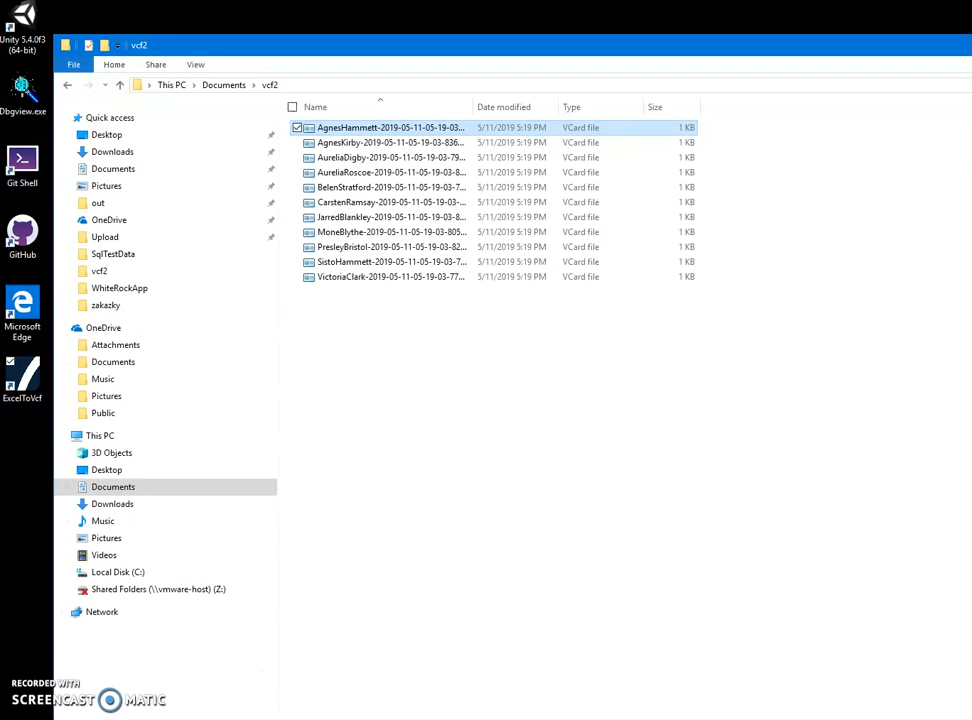 Unity 5.4.0f3
(64-bit)
Dbgview.exe
Git Shell
GitHub
Microsoft
Edge
ExcelToVcf
vcf2
File Home Share View
This PC Documents vcf2
Name Date modified Type Size
AgnesHammett-2019-05-11-05-19-03... 5/11/2019 5:19 PM VCard file 1 KB
AgnesKirby-2019-05-11-05-19-03-836... 5/11/2019 5:19 PM VCard file 1 KB
AureliaDigby-2019-05-11-05-19-03-79... 5/11/2019 5:19 PM VCard file 1 KB
AureliaRoscoe-2019-05-11-05-19-03-8... 5/11/2019 5:19 PM VCard file 1 KB
BelenStratford-2019-05-11-05-19-03-7... 5/11/2019 5:19 PM VCard file 1 KB
CarstenRamsay-2019-05-11-05-19-03-... 5/11/2019 5:19 PM VCard file 1 KB
JarredBlankley-2019-05-11-05-19-03-8... 5/11/2019 5:19 PM VCard file 1 KB
MoneBlythe-2019-05-11-05-19-03-805... 5/11/2019 5:19 PM VCard file 1 KB
PresleyBristol-2019-05-11-05-19-03-82... 5/11/2019 5:19 PM VCard file 1 KB
SistoHammett-2019-05-11-05-19-03-7... 5/11/2019 5:19 PM VCard file 1 KB
VictoriaClark-2019-05-11-05-19-03-77... 5/11/2019 5:19 PM VCard file 1 KB
Quick access
Desktop
Downloads
Documents
Pictures
out
OneDrive
Upload
SqlTestData
vcf2
WhiteRockApp
zakazky
OneDrive
Attachments
Documents
Music
Pictures
Public
This PC
3D Objects
Desktop
Documents
Downloads
Music
Pictures
Videos
Local Disk (C:)
Shared Folders (\\vmware-host) (Z:)
Network
RECORDED WITH
SCREENCAST MATIC